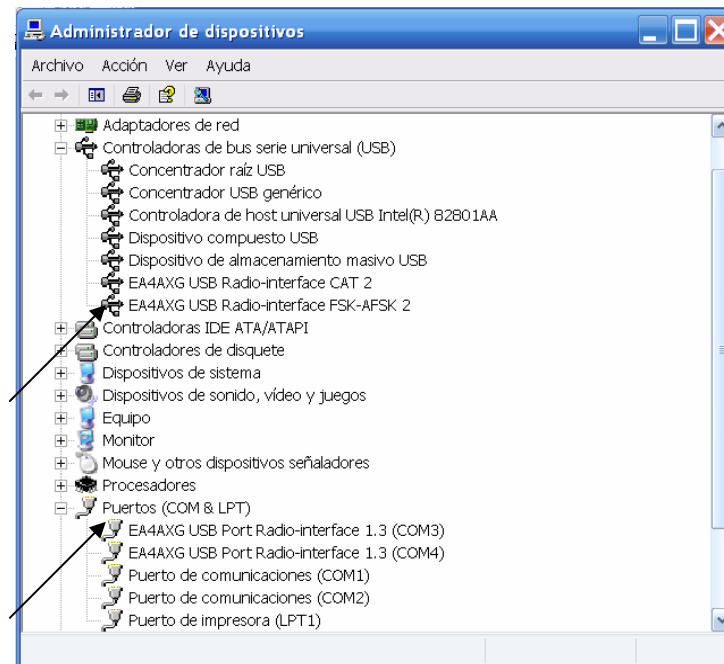 Administrador de dispositivos
Archivo Acción Ver Ayuda
Adaptadores de red
Controladoras de bus serie universal (USB)
Concentrador raíz USB
Concentrador USB genérico
Controladora de host universal USB Intel(R) 82801AA
Dispositivo compuesto USB
Dispositivo de almacenamiento masivo USB
EA4AXG USB Radio-interface CAT 2
EA4AXG USB Radio-interface FSK-AFSK 2
Controladoras IDE ATA/ATAPI
Controladores de disquete
Dispositivos de sistema
Dispositivos de sonido, vídeo y juegos
Equipo
Monitor
Mouse y otros dispositivos señaladores
Procesadores
Puertos (COM & LPT)
EA4AXG USB Port Radio-interface 1.3 (COM3)
EA4AXG USB Port Radio-interface 1.3 (COM4)
Puerto de comunicaciones (COM1)
Puerto de comunicaciones (COM2)
Puerto de impresora (LPT1)